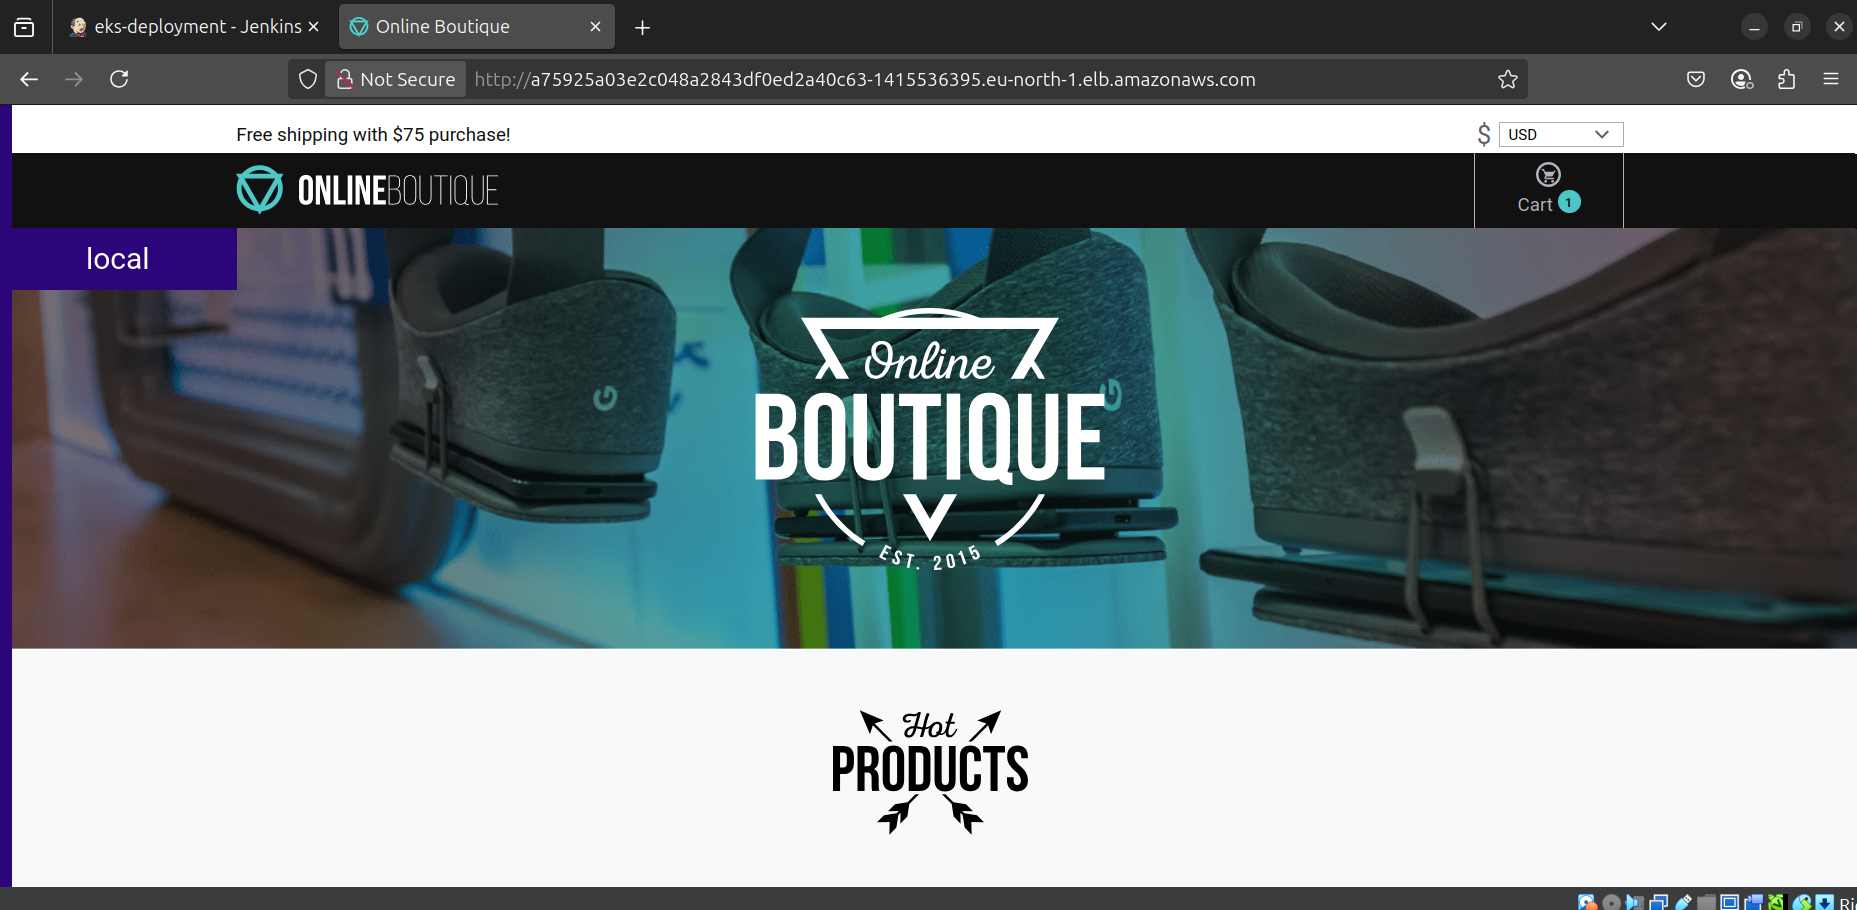 eks-deployment - Jenkins
Online Boutique
Not Secure
http://a75925a03e2c048a2843df0ed2a40c63-1415536395.eu-north-1.elb.amazonaws.com
Free shipping with $75 purchase!
$ USD
ONLINEBOUTIQUE
Cart 1
local
G
G
Online
BOUTIQUE
EST. 2015
Hot
PRODUCTS